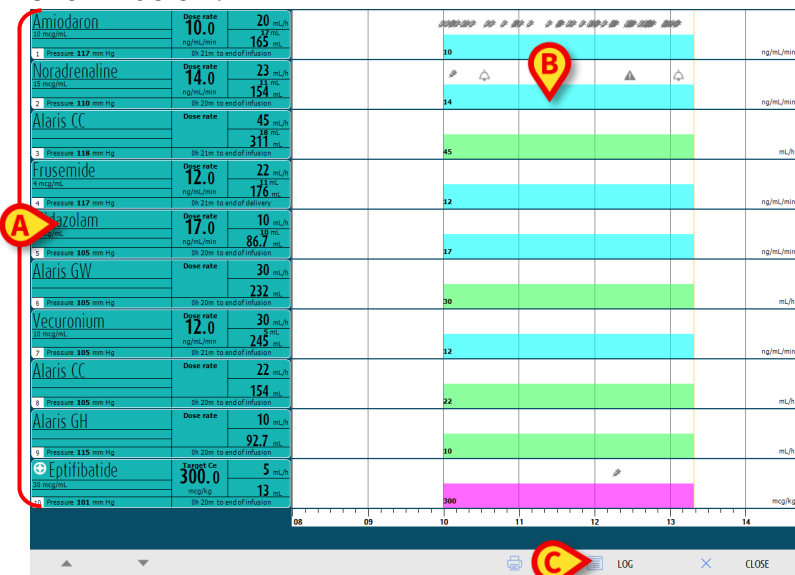 Amiodaron Dose rate 20 mL/h
10 mcg/mL 10.0 17 mL
ng/mL/min 165 mL
1 Pressure 117 mm Hg 0h 20m to end of infusion 10 ng/mL/min
Noradrenaline Dose rate 23 mL/h
15 mcg/mL 14.0 11 mL
ng/mL/min 154 mL
2 Pressure 110 mm Hg 0h 20m to end of infusion 14 ng/mL/min
B
Alaris CC Dose rate 45 mL/h
18 mL
311 mL
3 Pressure 118 mm Hg 0h 21m to end of infusion 45 mL/h
Frusemide Dose rate 22 mL/h
4 mcg/mL 12.0 11 mL
ng/mL/min 176 mL
4 Pressure 117 mm Hg 0h 21m to end of delivery 12 ng/mL/min
A
dazolam Dose rate 10 mL/h
17.0 10 mL
ng/mL/min 86.7 mL
5 Pressure 105 mm Hg 0h 20m to end of infusion 17 ng/mL/min
Alaris GW Dose rate 30 mL/h
232 mL
6 Pressure 105 mm Hg 0h 20m to end of infusion 30 mL/h
Vecuronium Dose rate 30 mL/h
10 mcg/mL 12.0 5 mL
ng/mL/min 245 mL
7 Pressure 105 mm Hg 0h 21m to end of infusion 12 ng/mL/min
Alaris CC Dose rate 22 mL/h
154 mL
8 Pressure 105 mm Hg 0h 20m to end of infusion 22 mL/h
Alaris GH Dose rate 10 mL/h
92.7 mL
9 Pressure 115 mm Hg 0h 20m to end of infusion 10 mL/h
Eptifibatide Target Ce 5 mL/h
30 mcg/mL 300.0
mcg/kg 13 mL
10 Pressure 101 mm Hg 0h 20m to end of infusion 300 mcg/kg
08 09 10 11 12 13 14
C LOG CLOSE